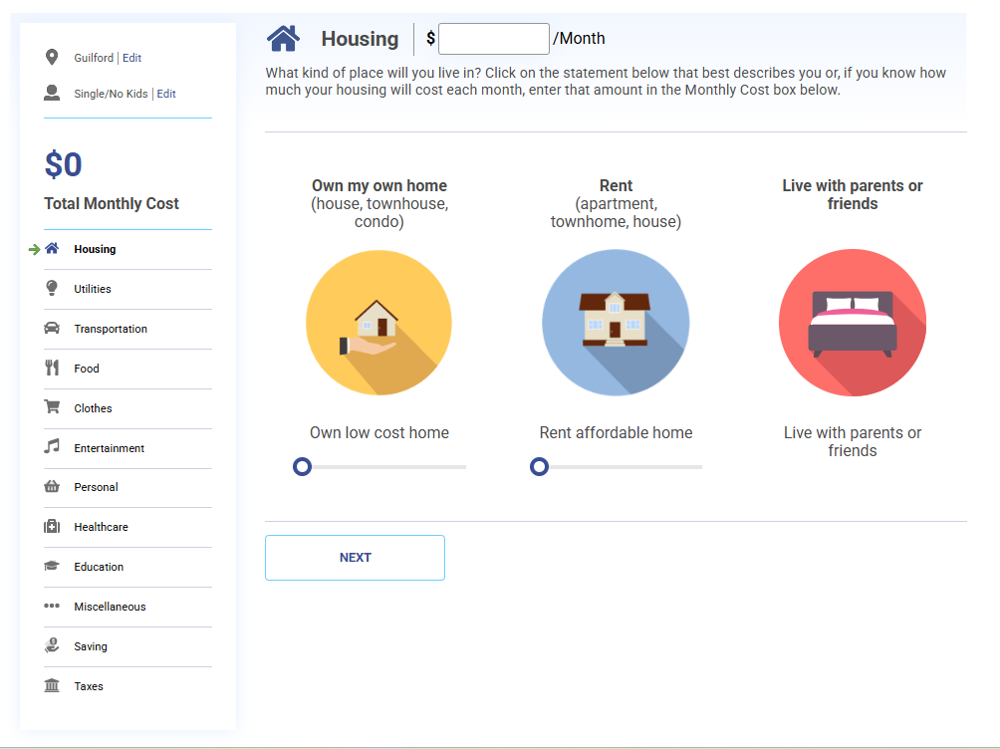 Guilford | Edit
Single/No Kids | Edit
$0
Total Monthly Cost
Housing
Utilities
Transportation
Food
Clothes
Entertainment
Personal
Healthcare
Education
Miscellaneous
Saving
Taxes
Housing $ /Month
What kind of place will you live in? Click on the statement below that best describes you or, if you know how
much your housing will cost each month, enter that amount in the Monthly Cost box below.
Own my own home
(house, townhouse,
condo)
Own low cost home
Rent
(apartment,
townhome, house)
Rent affordable home
Live with parents or
friends
Live with parents or
friends
NEXT